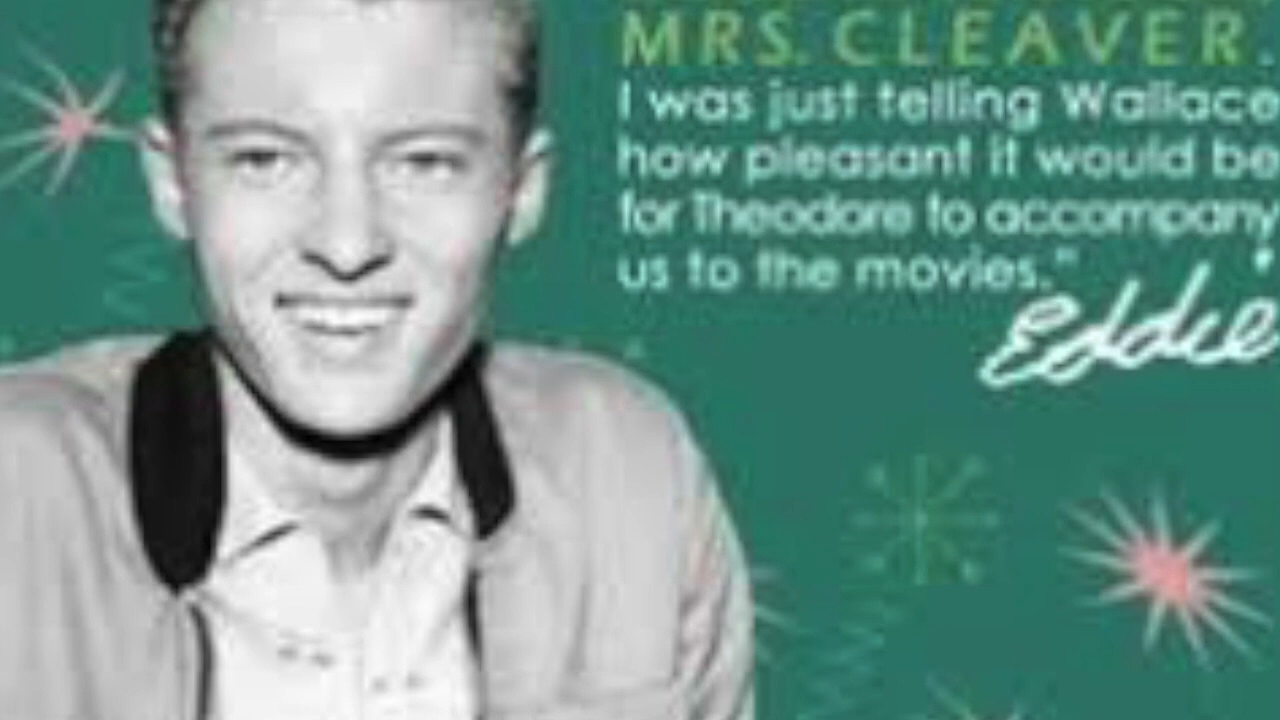 MRS. CLEAVER.
I was just telling Wallace
how pleasant it would be
for Theodore to accompany
us to the movies."
Eddie